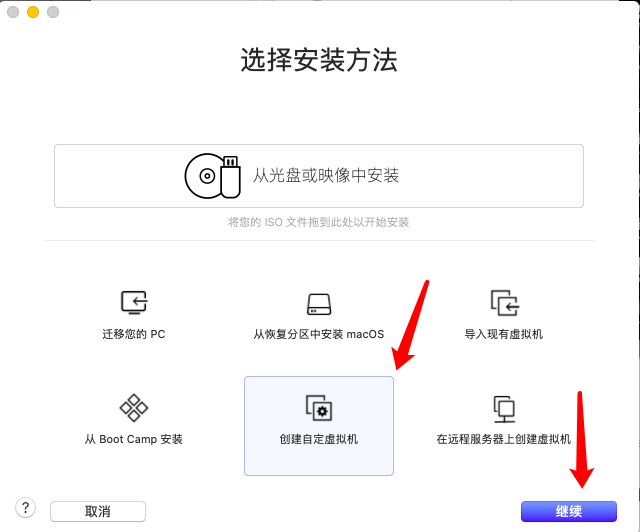 选择安装方法
从光盘或映像中安装
将您的 ISO 文件拖到此处以开始安装
迁移您的 PC
从恢复分区中安装 macOS
导入现有虚拟机
从 Boot Camp 安装
创建自定虚拟机
在远程服务器上创建虚拟机
?
取消
继续